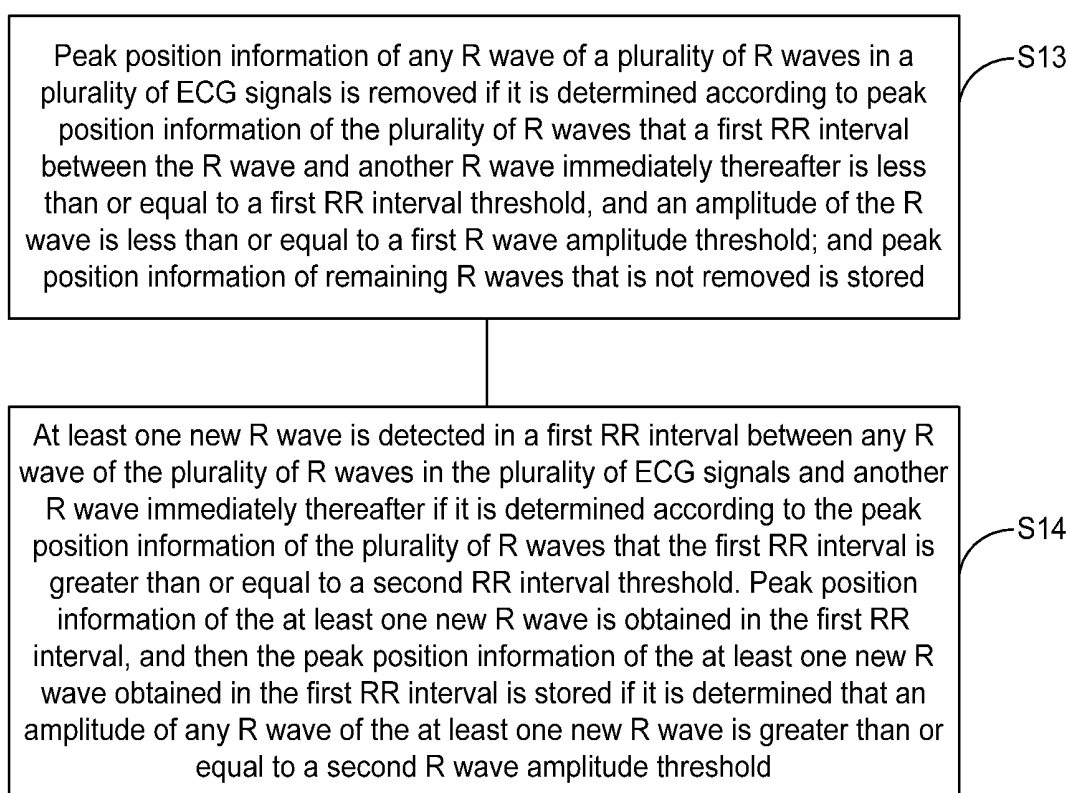 Peak position information of any R wave of a plurality of R waves in a
plurality of ECG signals is removed if it is determined according to peak
position information of the plurality of R waves that a first RR interval
between the R wave and another R wave immediately thereafter is less
than or equal to a first RR interval threshold, and an amplitude of the R
wave is less than or equal to a first R wave amplitude threshold; and peak
position information of remaining R waves that is not removed is stored
S13
At least one new R wave is detected in a first RR interval between any R
wave of the plurality of R waves in the plurality of ECG signals and another
R wave immediately thereafter if it is determined according to the peak
position information of the plurality of R waves that the first RR interval is
greater than or equal to a second RR interval threshold. Peak position
information of the at least one new R wave is obtained in the first RR
interval, and then the peak position information of the at least one new R
wave obtained in the first RR interval is stored if it is determined that an
amplitude of any R wave of the at least one new R wave is greater than or
equal to a second R wave amplitude threshold
S14